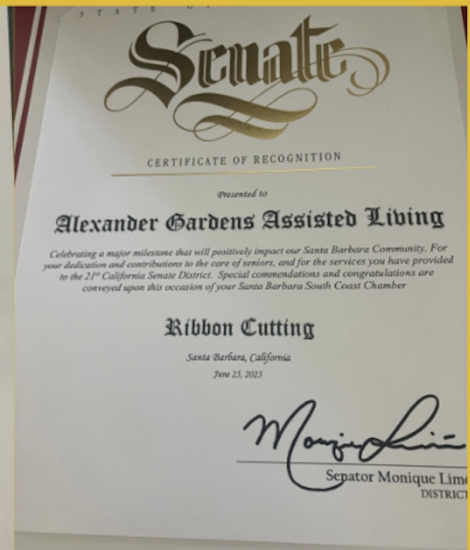 STATE O
Senate
CERTIFICATE OF RECOGNITION
Presented to
Alexander Gardens Assisted Living
Celebrating a major milestone that will positively impact our Santa Barbara Community. For
your dedication and contributions to the care of seniors, and for the services you have provided
to the 21st California Senate District. Special commendations and congratulations are
conveyed upon this occasion of your Santa Barbara South Coast Chamber
Ribbon Cutting
Santa Barbara, California
June 25, 2025
Senator Monique Lim
DISTRICT